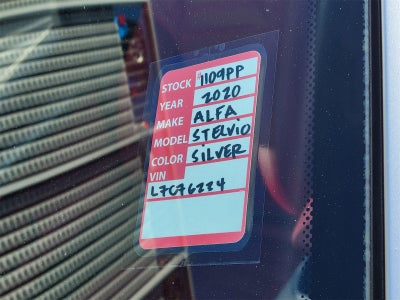 STOCK 1109PP
YEAR 2020
MAKE ALFA
MODEL STELVIO
COLOR SILVER
VIN
L7C76224